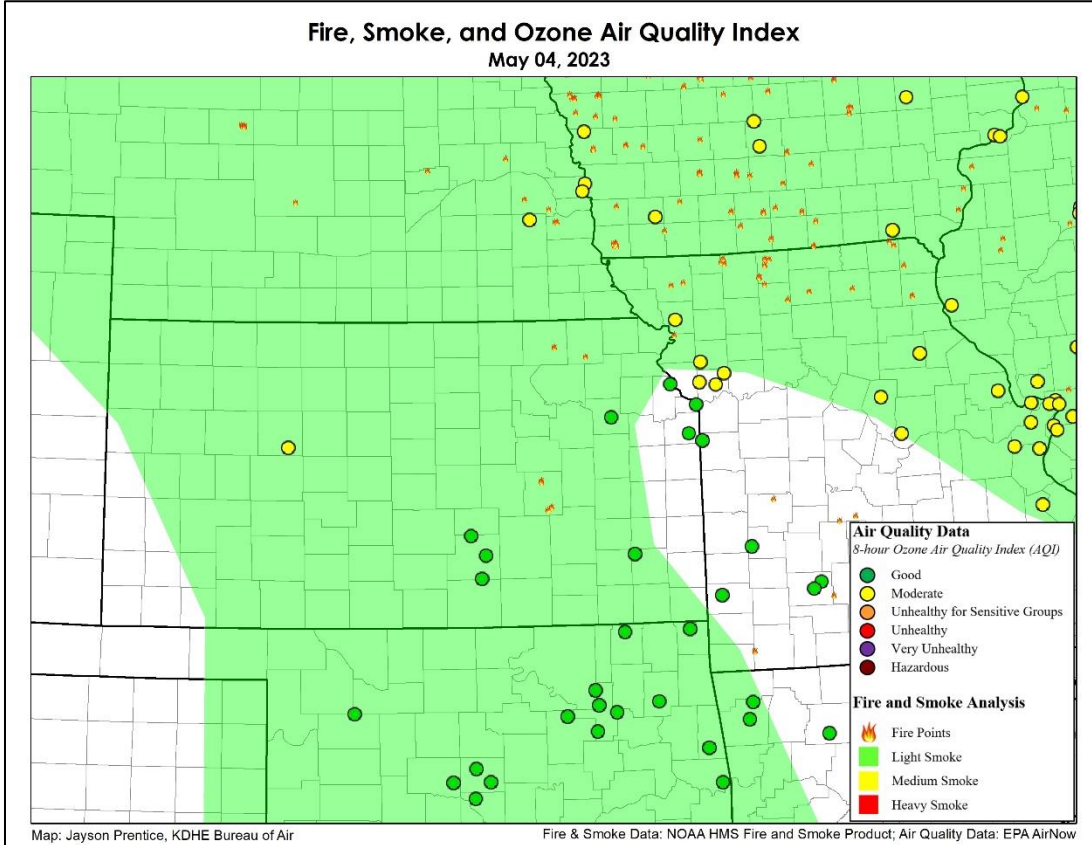 Fire, Smoke, and Ozone Air Quality Index
May 04, 2023
Air Quality Data
8-hour Ozone Air Quality Index (AQI)
Good
Moderate
Unhealthy for Sensitive Groups
Unhealthy
Very Unhealthy
Hazardous
Fire and Smoke Analysis
Fire Points
Light Smoke
Medium Smoke
Heavy Smoke
Map: Jayson Prentice, KDHE Bureau of Air
Fire & Smoke Data: NOAA HMS Fire and Smoke Product; Air Quality Data: EPA AirNow